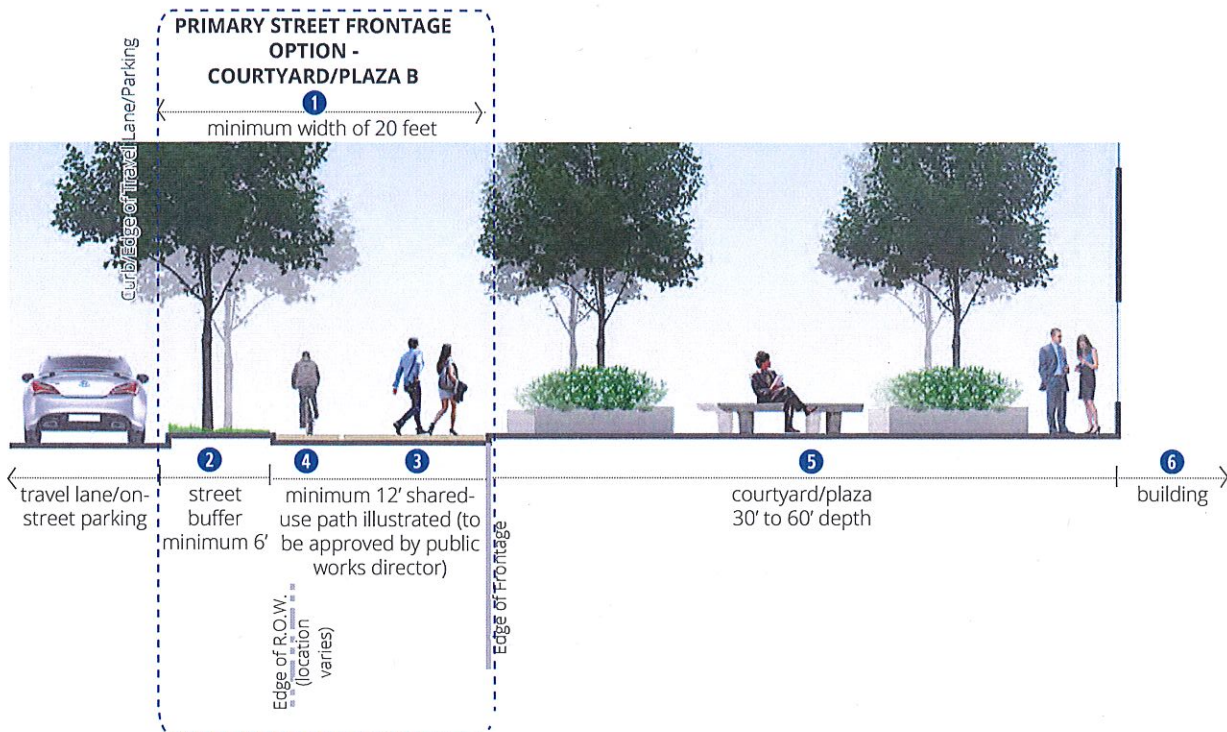 PRIMARY STREET FRONTAGE
OPTION -
COURTYARD/PLAZA B
1
minimum width of 20 feet
Curb/Edge of Travel Lane/Parking
2
4
3
5
6
travel lane/on-
street parking
street
buffer
minimum 6'
minimum 12' shared-
use path illustrated (to
be approved by public
works director)
courtyard/plaza
30' to 60' depth
building
Edge of R.O.W.
(location
varies)
Edge of Frontage